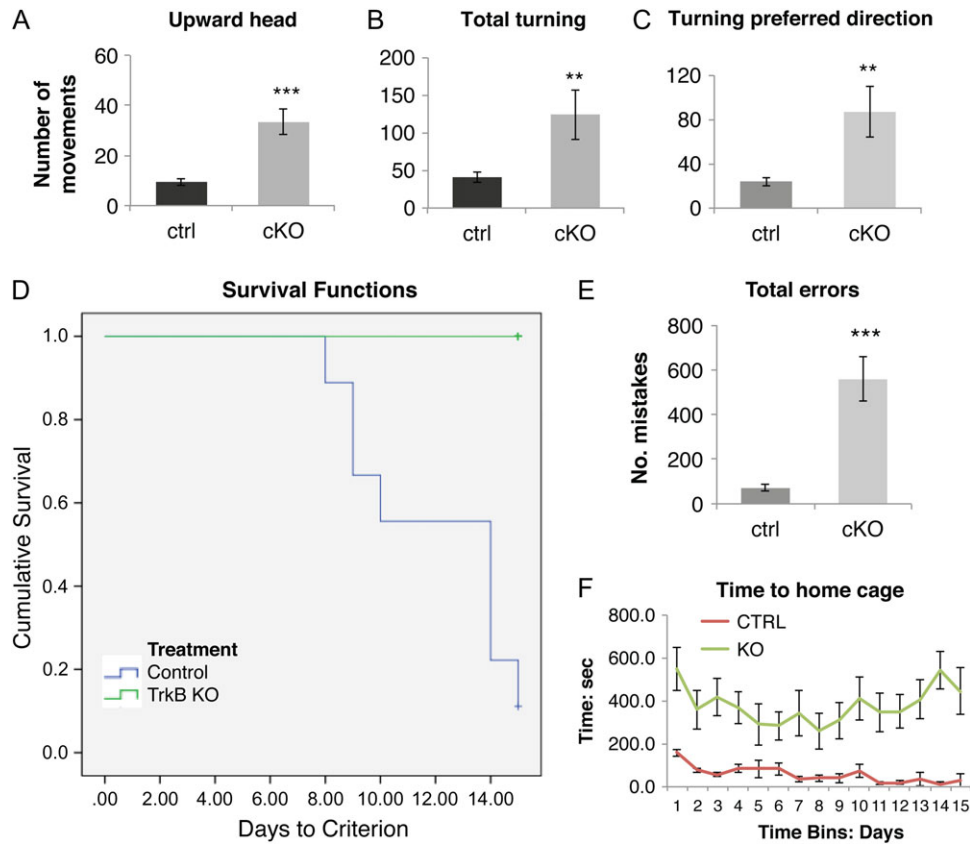 A Upward head
Number of movements
60
40
20
0
***
ctrl cKO
B Total turning
200
150
100
50
0
**
ctrl cKO
C Turning preferred direction
120
80
40
0
**
ctrl cKO
D Survival Functions
Cumulative Survival
1.0
0.8
0.6
0.4
0.2
0.0
Treatment
Control
TrkB KO
.00 2.00 4.00 6.00 8.00 10.00 12.00 14.00
Days to Criterion
E Total errors
No. mistakes
800
600
400
200
0
***
ctrl cKO
F Time to home cage
Time: sec
800.0
600.0
400.0
200.0
0.0
CTRL
KO
1 2 3 4 5 6 7 8 9 10 11 12 13 14 15
Time Bins: Days